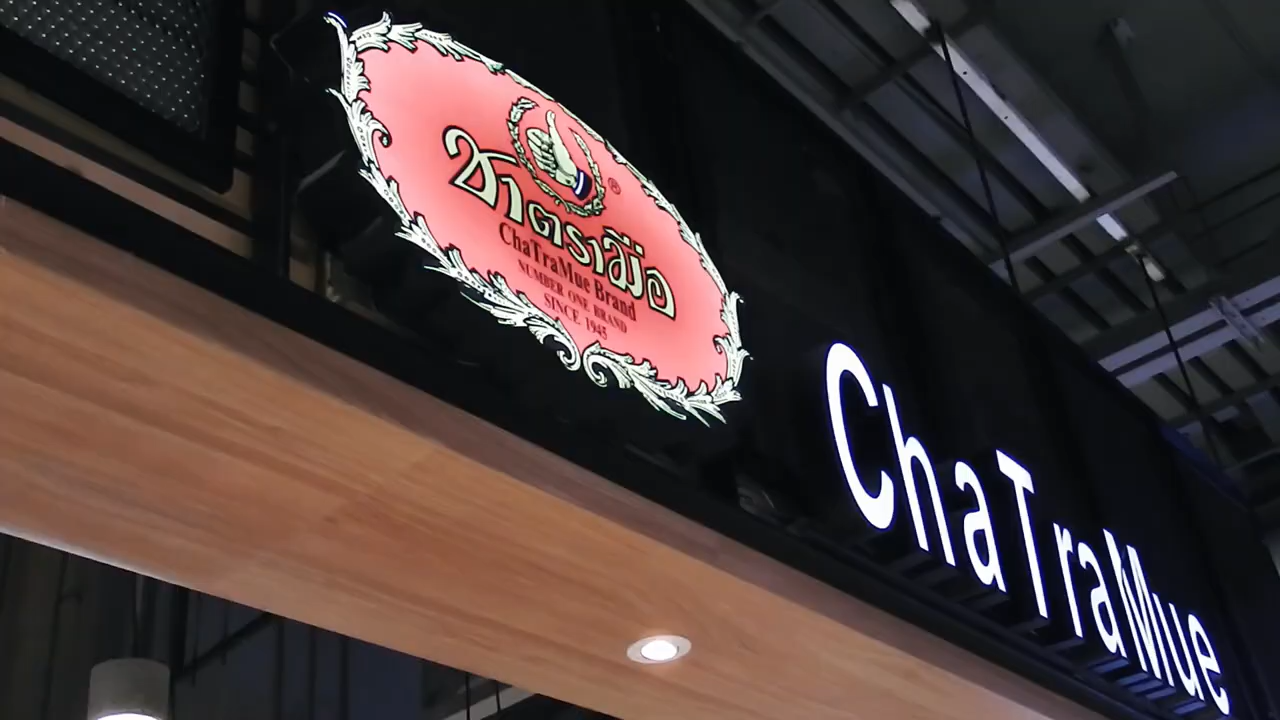 ®
ชาตรามือ
ChaTraMue Brand
NUMBER ONE BRAND
SINCE 1945
ChaTraMue